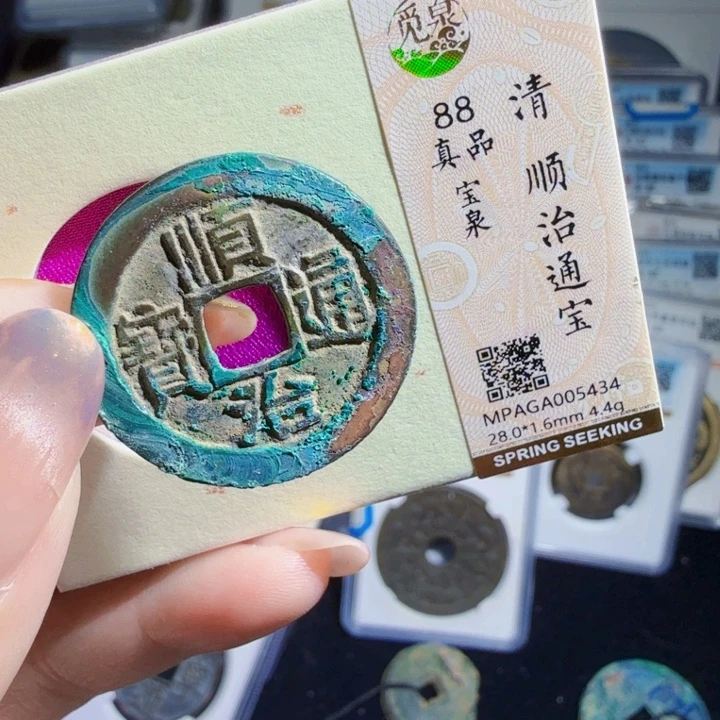 觅泉
清 顺治通宝
88
真品
宝泉
MPAGA005434
28.0*1.6mm 4.4g
SPRING SEEKING
順治通寶